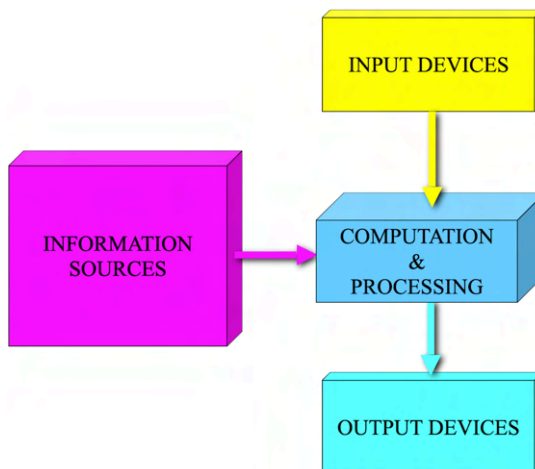 INPUT DEVICES
INFORMATION
SOURCES
COMPUTATION
&
PROCESSING
OUTPUT DEVICES